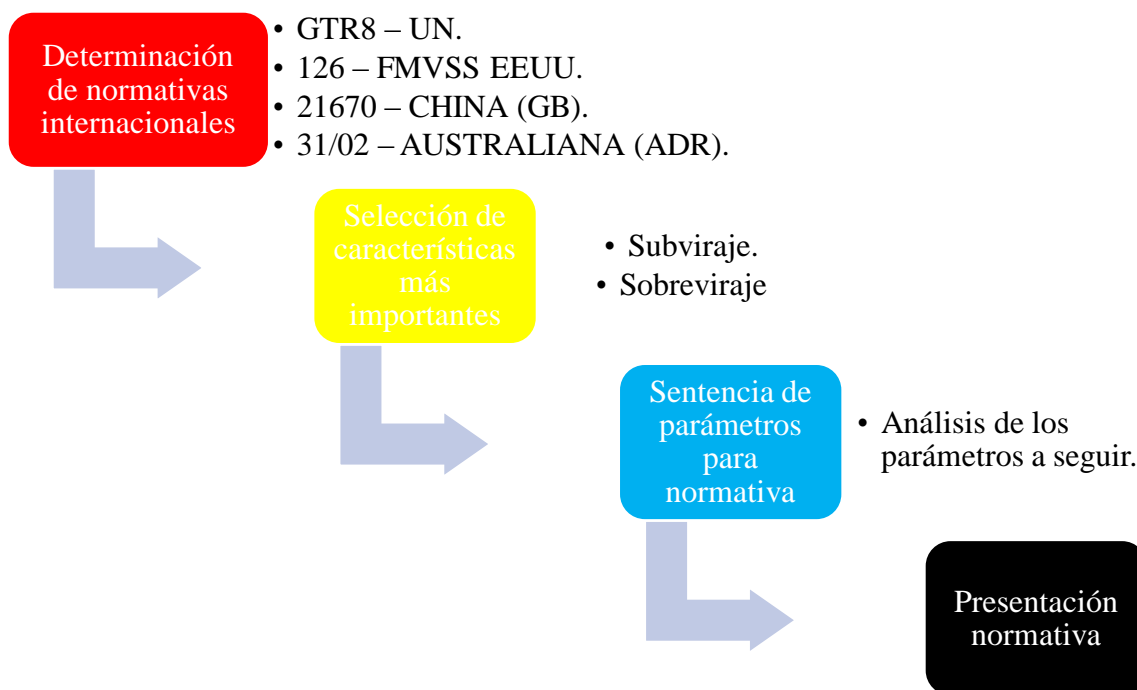 Determinación
de normativas
internacionales
• GTR8 – UN.
• 126 – FMVSS EEUU.
• 21670 – CHINA (GB).
• 31/02 – AUSTRALIANA (ADR).
Selección de
características
más
importantes
• Subviraje.
• Sobreviraje
Sentencia de
parámetros
para
normativa
• Análisis de los
parámetros a seguir.
Presentación
normativa